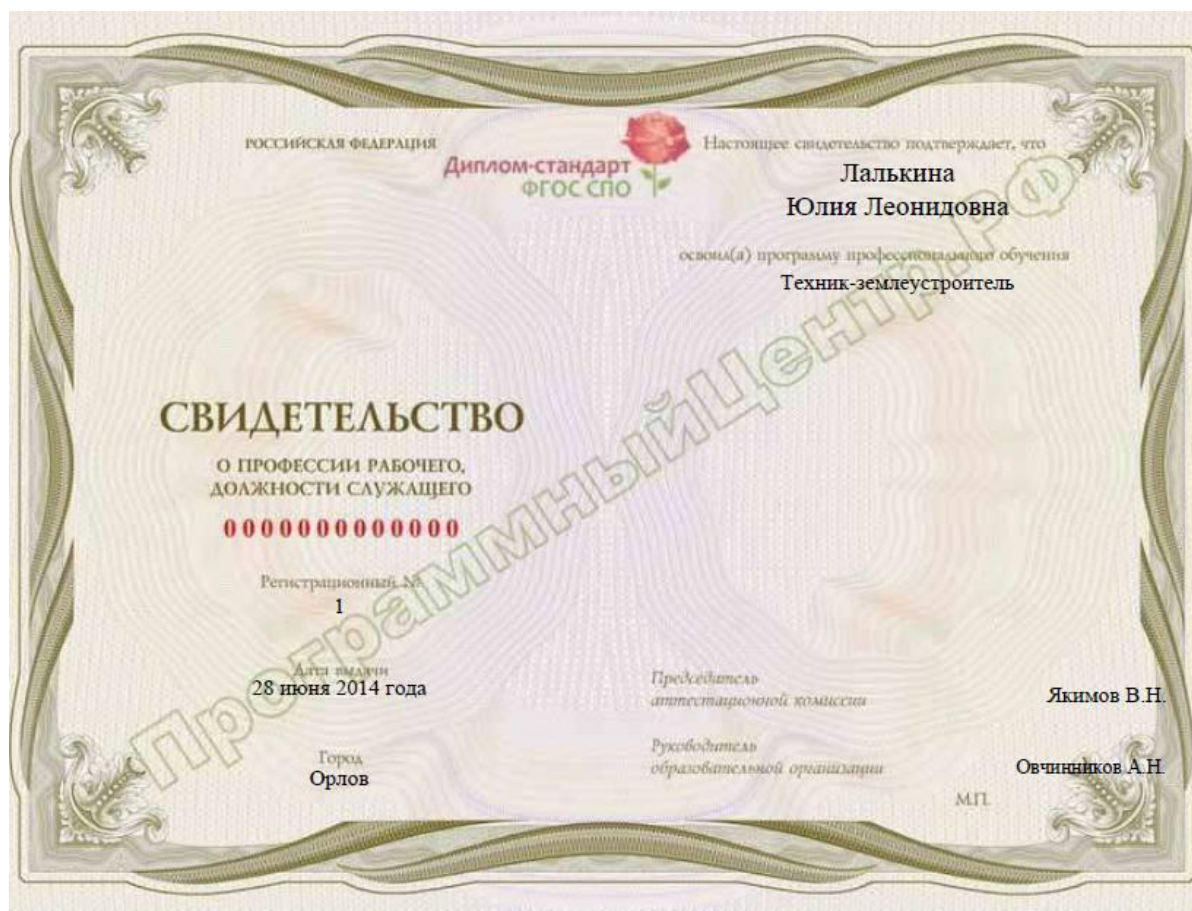 РОССИЙСКАЯ ФЕДЕРАЦИЯ
Диплом-стандарт
ФГОС СПО
СВИДЕТЕЛЬСТВО
О ПРОФЕССИИ РАБОЧЕГО,
ДОЛЖНОСТИ СЛУЖАЩЕГО
0000000000000
Регистрационный №
1
Дата выдачи
28 июня 2014 года
Город
Орлов
Настоящее свидетельство подтверждает, что
Лалькина
Юлия Леонидовна
освоил(а) программу профессионального обучения
Техник-землеустроитель
Председатель
аттестационной комиссии
Якимов В.Н.
Руководитель
образовательной организации
Овчинников А.Н.
М.П.
ПрограммныйЦентр.РФ